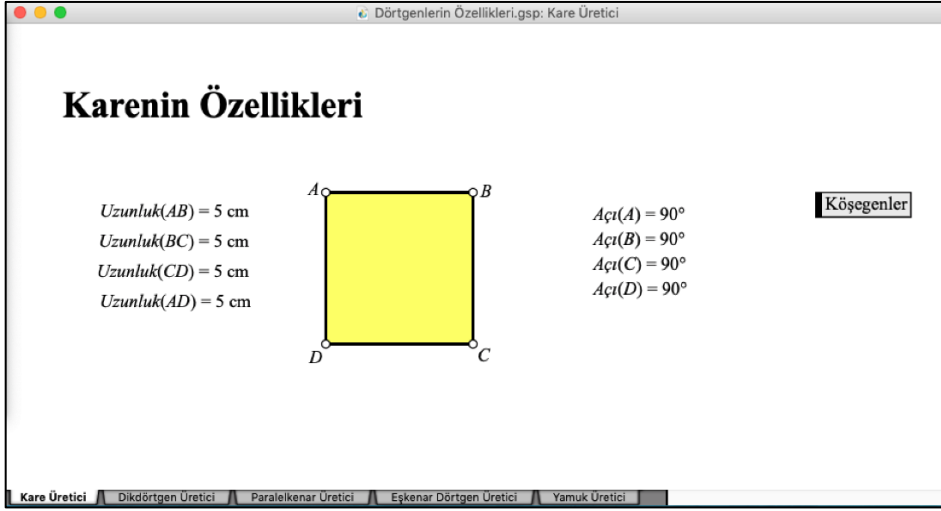 Dörtgenlerin Özellikleri.gsp: Kare Üretici
Karenin Özellikleri
Uzunluk(AB) = 5 cm
Uzunluk(BC) = 5 cm
Uzunluk(CD) = 5 cm
Uzunluk(AD) = 5 cm
A
B
D
C
Açı(A) = 90°
Açı(B) = 90°
Açı(C) = 90°
Açı(D) = 90°
Köşegenler
Kare Üretici
Dikdörtgen Üretici
Paralelkenar Üretici
Eşkenar Dörtgen Üretici
Yamuk Üretici